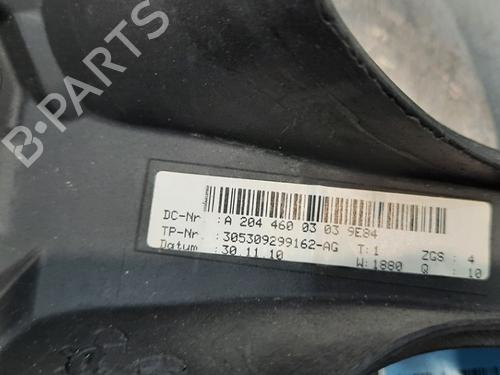 B-PARTS
DC-Nr :A 204 460 03 03 9E84
TP-Nr :305309299162-AG T:1 ZGS : 4
Datum :30.11.10 W:1880 Q : 10